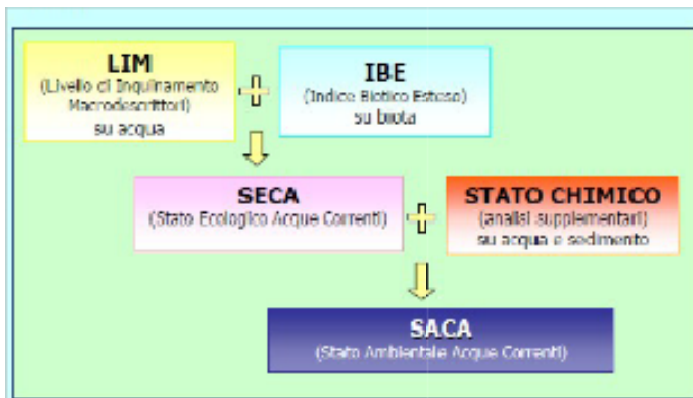 LIM
(Livello di Inquinamento
Macrodescrittori)
su acqua
IBE
(Indice Biotico Esteso)
su biota
SECA
(Stato Ecologico Acque Correnti)
STATO CHIMICO
(analisi supplementari)
su acqua e sedimento
SACA
(Stato Ambientale Acque Correnti)